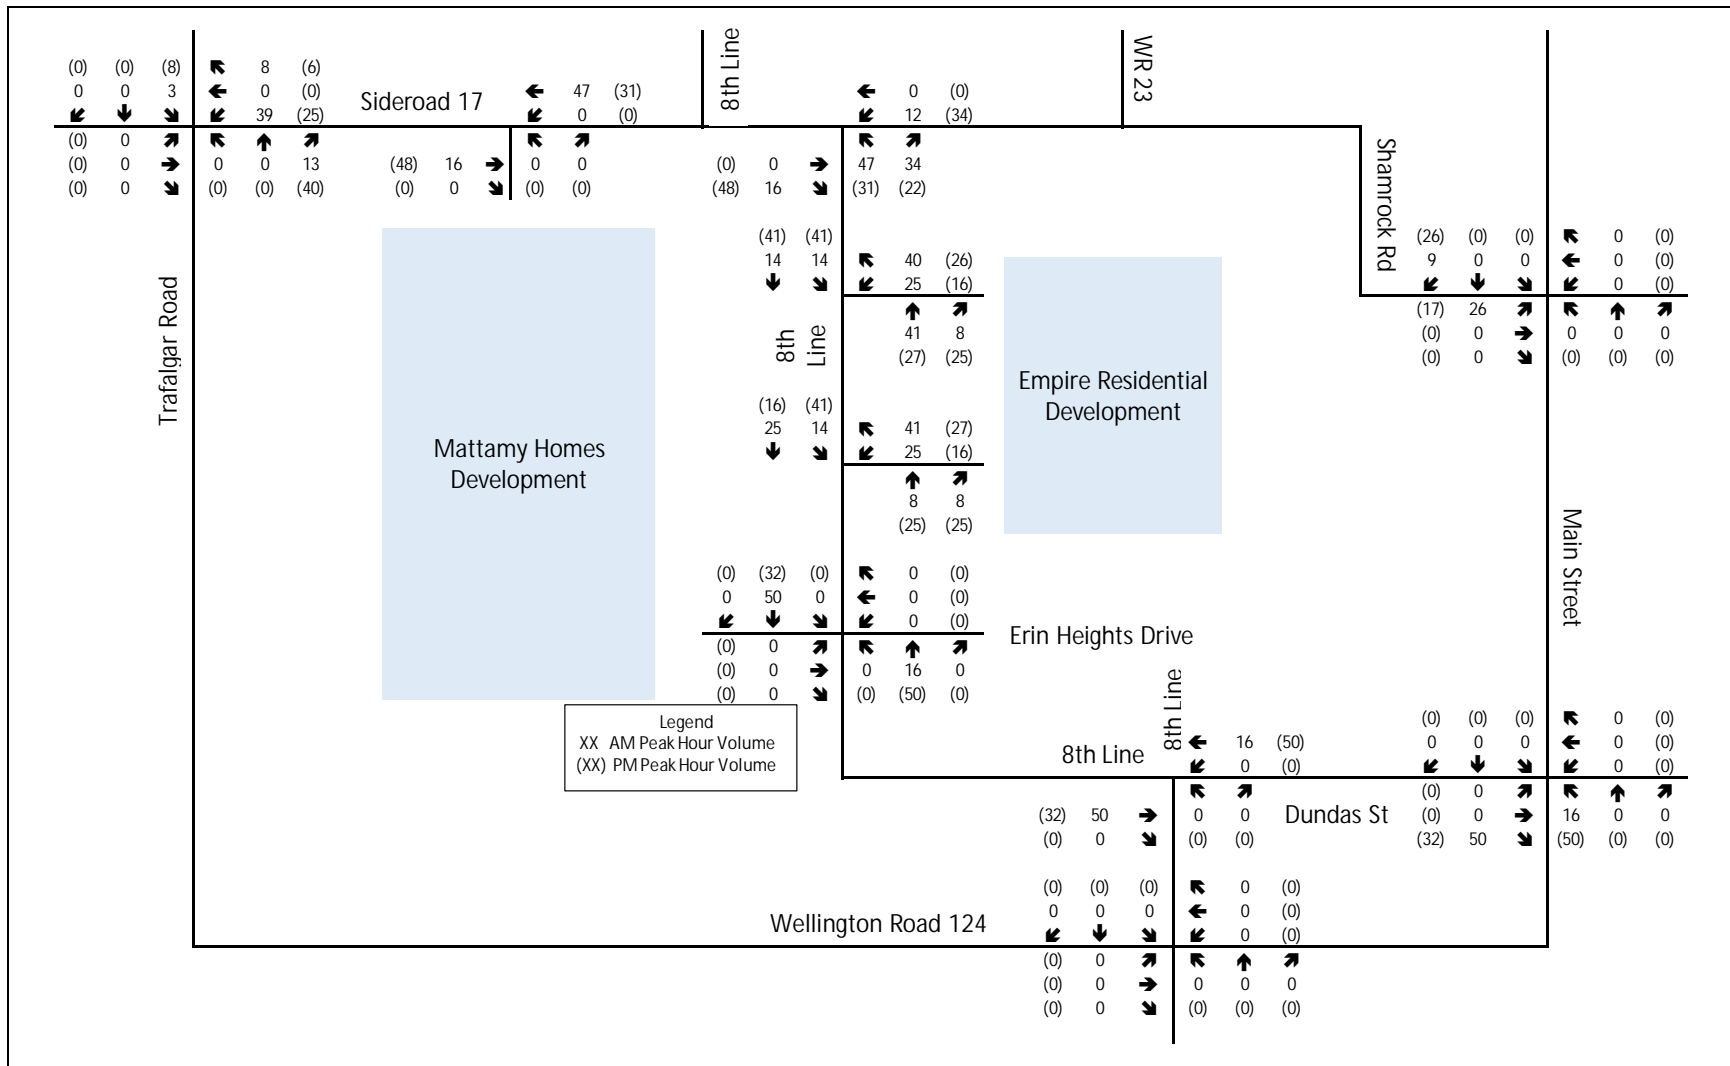 (0) (0) (8) 8 (6)
0 0 3 0 (0)
39 (25)
(0) 0
(0) 0 0 0 13
(0) 0 (0) (0) (40)
Sideroad 17
47 (31)
0 (0)
(48) 16 0 0
(0) 0 (0) (0)
8th Line
0 (0)
12 (34)
(0) 0 47 34
(48) 16 (31) (22)
WR 23
Shamrock Rd
(26) (0) (0) 0 (0)
9 0 0 0 (0)
0 (0)
(17) 26
(0) 0 0 0 0
(0) 0 (0) (0) (0)
Trafalgar Road
Mattamy Homes
Development
(41) (41)
14 14 40 (26)
25 (16)
41 8
(27) (25)
8th
Line
(16) (41)
25 14 41 (27)
25 (16)
8 8
(25) (25)
Empire Residential
Development
Main Street
(0) (32) (0) 0 (0)
0 50 0 0 (0)
0 (0)
(0) 0
(0) 0 0 16 0
(0) 0 (0) (50) (0)
Erin Heights Drive
Legend
XX AM Peak Hour Volume
(XX) PM Peak Hour Volume
8th Line
8th Line
16 (50)
0 (0)
(32) 50 0 0
(0) 0 (0) (0)
Dundas St
(0) (0) (0) 0 (0)
0 0 0 0 (0)
0 (0)
(0) 0
(0) 0 16 0 0
(32) 50 (50) (0) (0)
Wellington Road 124
(0) (0) (0) 0 (0)
0 0 0 0 (0)
0 (0)
(0) 0
(0) 0 0 0 0
(0) 0 (0) (0) (0)